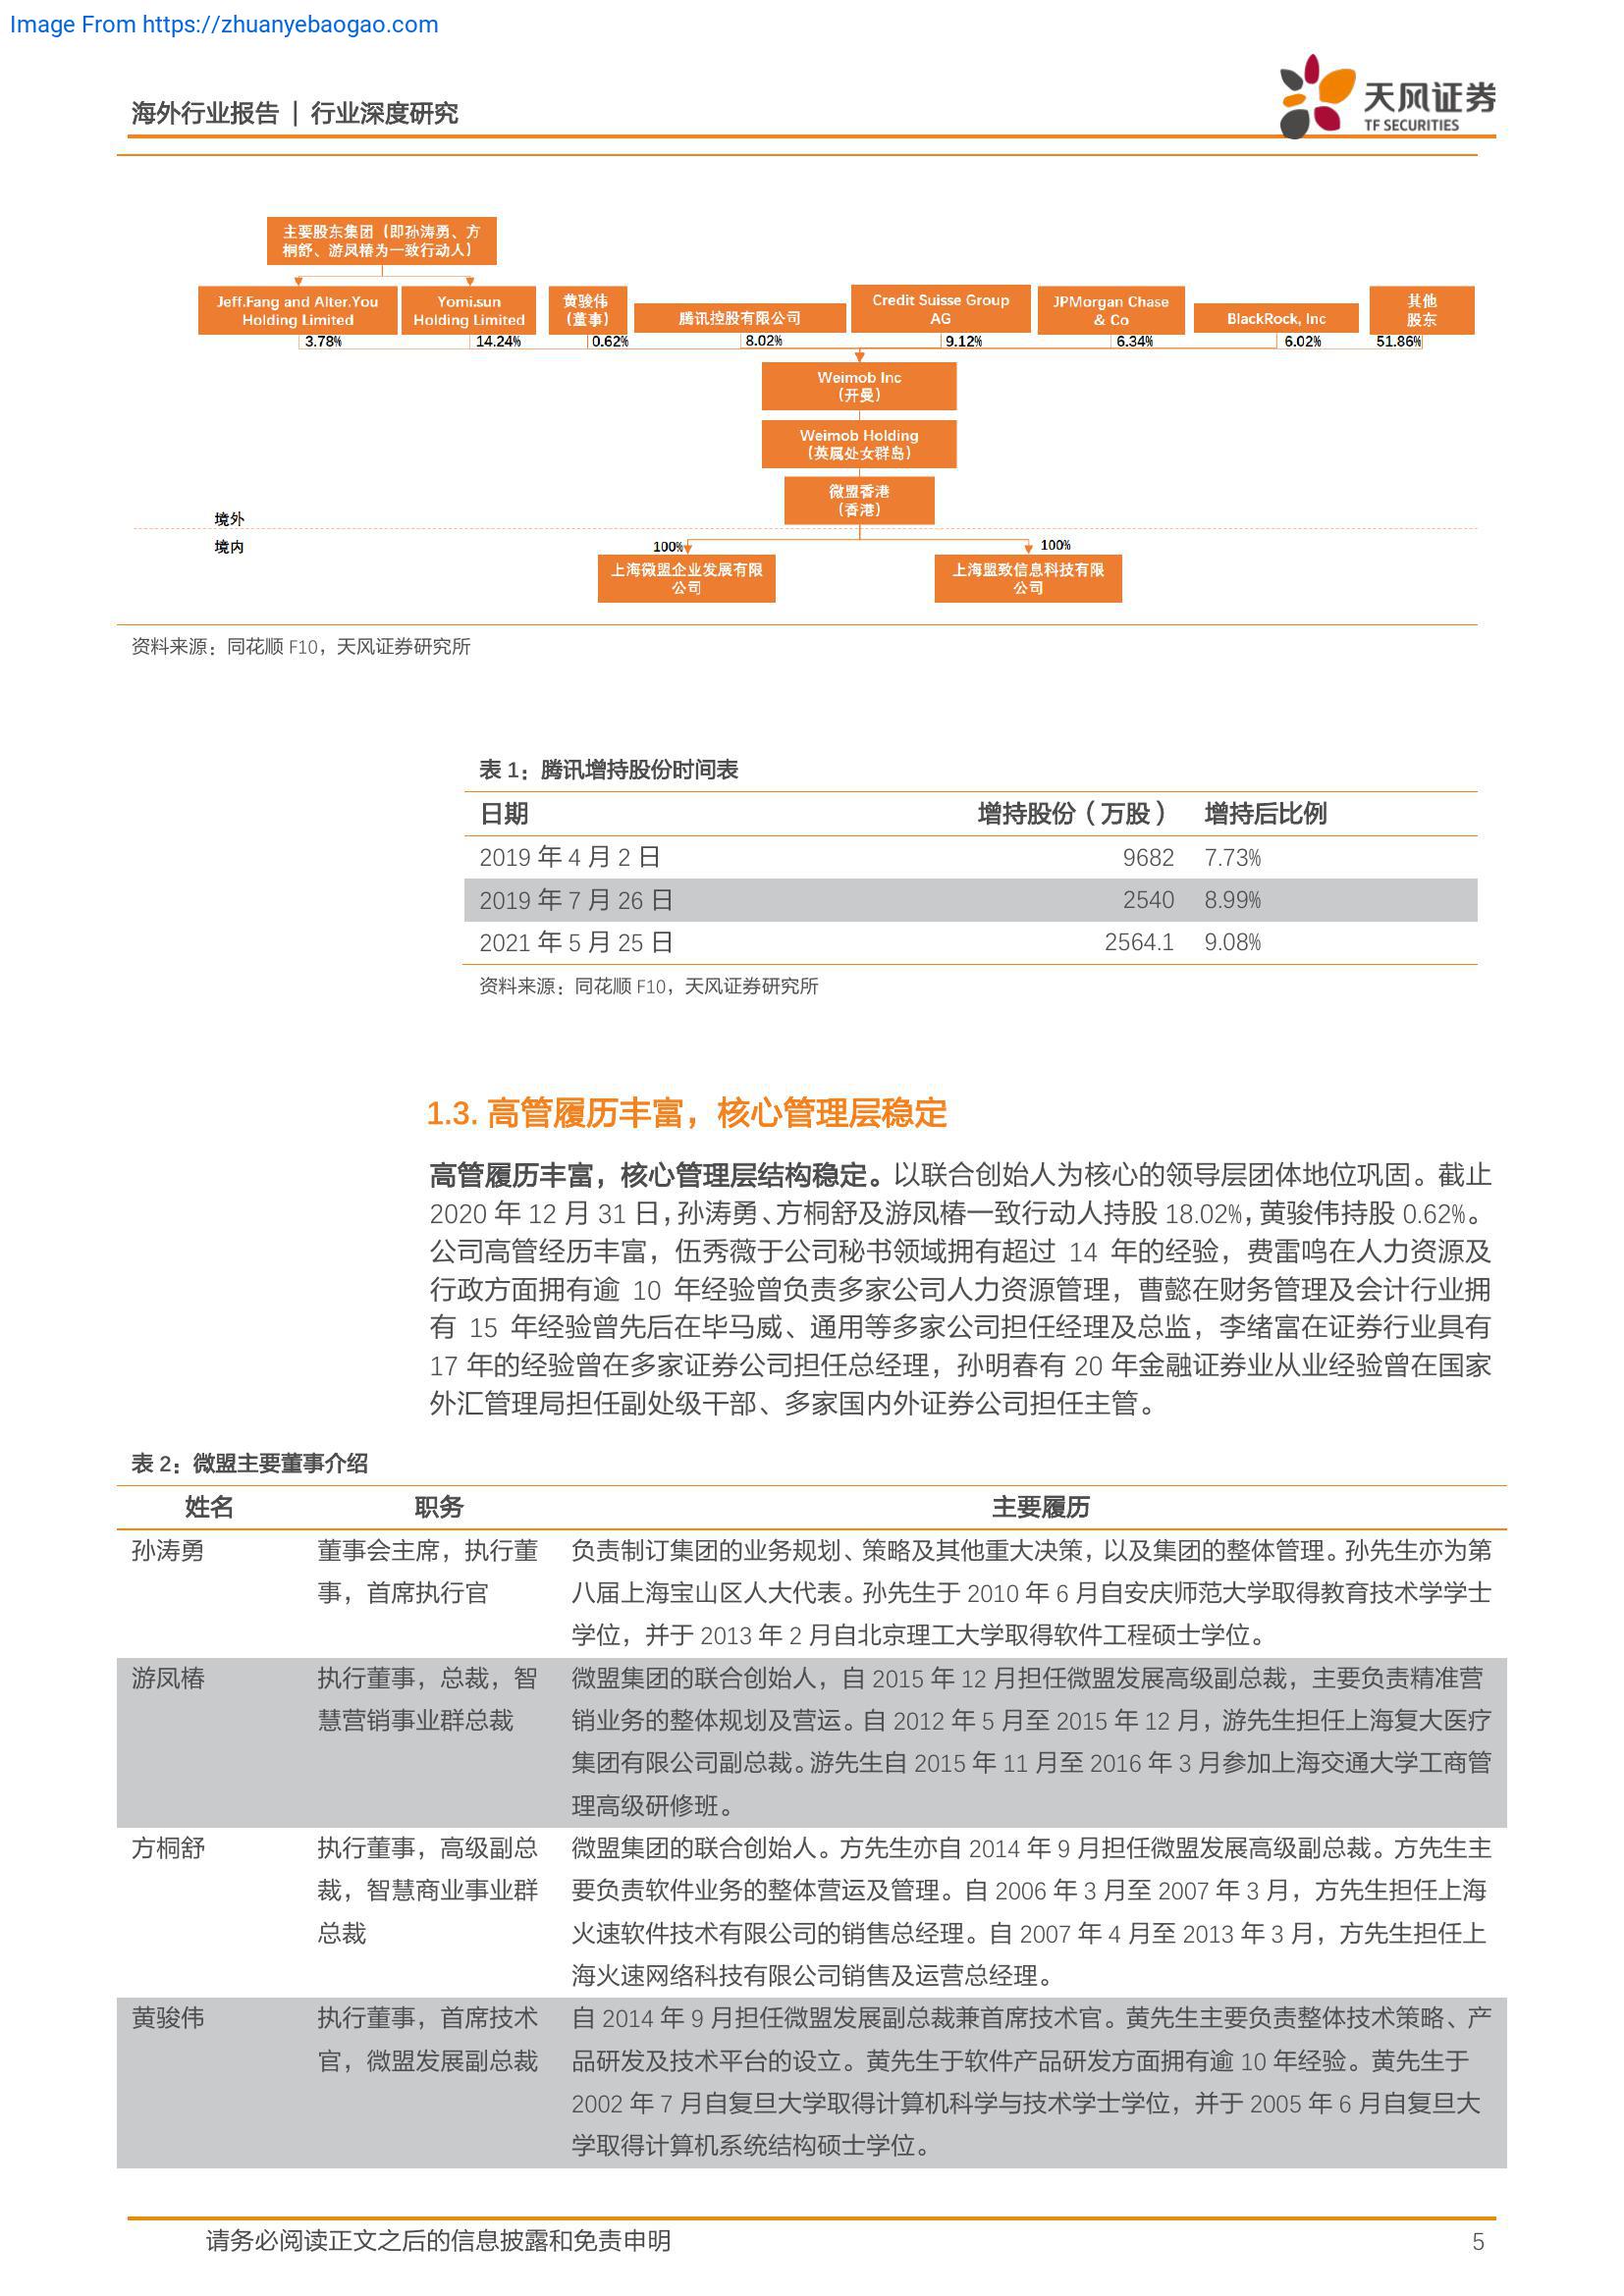 Image From https://zhuanyebaogao.com
海外行业报告 | 行业深度研究
天风证券
TF SECURITIES
主要股东集团（即孙涛勇、方
桐舒、游凤椿为一致行动人）
Jeff.Fang and Alter.You
Holding Limited
Yomi.sun
Holding Limited
黄骏伟
（董事）
腾讯控股有限公司
Credit Suisse Group
AG
JPMorgan Chase
& Co
BlackRock, Inc
其他
股东
3.78%
14.24%
0.62%
8.02%
9.12%
6.34%
6.02%
51.86%
Weimob Inc
（开曼）
Weimob Holding
（英属处女群岛）
微盟香港
（香港）
境外
境内
100%
100%
上海微盟企业发展有限
公司
上海盟致信息科技有限
公司
资料来源：同花顺 F10，天风证券研究所
表 1：腾讯增持股份时间表
日期 增持股份（万股） 增持后比例
2019 年 4 月 2 日 9682 7.73%
2019 年 7 月 26 日 2540 8.99%
2021 年 5 月 25 日 2564.1 9.08%
资料来源：同花顺 F10，天风证券研究所
1.3. 高管履历丰富，核心管理层稳定
高管履历丰富，核心管理层结构稳定。以联合创始人为核心的领导层团体地位巩固。截止
2020 年 12 月 31 日，孙涛勇、方桐舒及游凤椿一致行动人持股 18.02%，黄骏伟持股 0.62%。
公司高管经历丰富，伍秀薇于公司秘书领域拥有超过 14 年的经验，费雷鸣在人力资源及
行政方面拥有逾 10 年经验曾负责多家公司人力资源管理，曹懿在财务管理及会计行业拥
有 15 年经验曾先后在毕马威、通用等多家公司担任经理及总监，李绪富在证券行业具有
17 年的经验曾在多家证券公司担任总经理，孙明春有 20 年金融证券业从业经验曾在国家
外汇管理局担任副处级干部、多家国内外证券公司担任主管。
表 2：微盟主要董事介绍
姓名 职务 主要履历
孙涛勇 董事会主席，执行董 负责制订集团的业务规划、策略及其他重大决策，以及集团的整体管理。孙先生亦为第
事，首席执行官 八届上海宝山区人大代表。孙先生于 2010 年 6 月自安庆师范大学取得教育技术学学士
学位，并于 2013 年 2 月自北京理工大学取得软件工程硕士学位。
游凤椿 执行董事，总裁，智 微盟集团的联合创始人，自 2015 年 12 月担任微盟发展高级副总裁，主要负责精准营
慧营销事业群总裁 销业务的整体规划及营运。自 2012 年 5 月至 2015 年 12 月，游先生担任上海复大医疗
集团有限公司副总裁。游先生自 2015 年 11 月至 2016 年 3 月参加上海交通大学工商管
理高级研修班。
方桐舒 执行董事，高级副总 微盟集团的联合创始人。方先生亦自 2014 年 9 月担任微盟发展高级副总裁。方先生主
裁，智慧商业事业群 要负责软件业务的整体营运及管理。自 2006 年 3 月至 2007 年 3 月，方先生担任上海
总裁 火速软件技术有限公司的销售总经理。自 2007 年 4 月至 2013 年 3 月，方先生担任上
海火速网络科技有限公司销售及运营总经理。
黄骏伟 执行董事，首席技术 自 2014 年 9 月担任微盟发展副总裁兼首席技术官。黄先生主要负责整体技术策略、产
官，微盟发展副总裁 品研发及技术平台的设立。黄先生于软件产品研发方面拥有逾 10 年经验。黄先生于
2002 年 7 月自复旦大学取得计算机科学与技术学士学位，并于 2005 年 6 月自复旦大
学取得计算机系统结构硕士学位。
请务必阅读正文之后的信息披露和免责申明 5